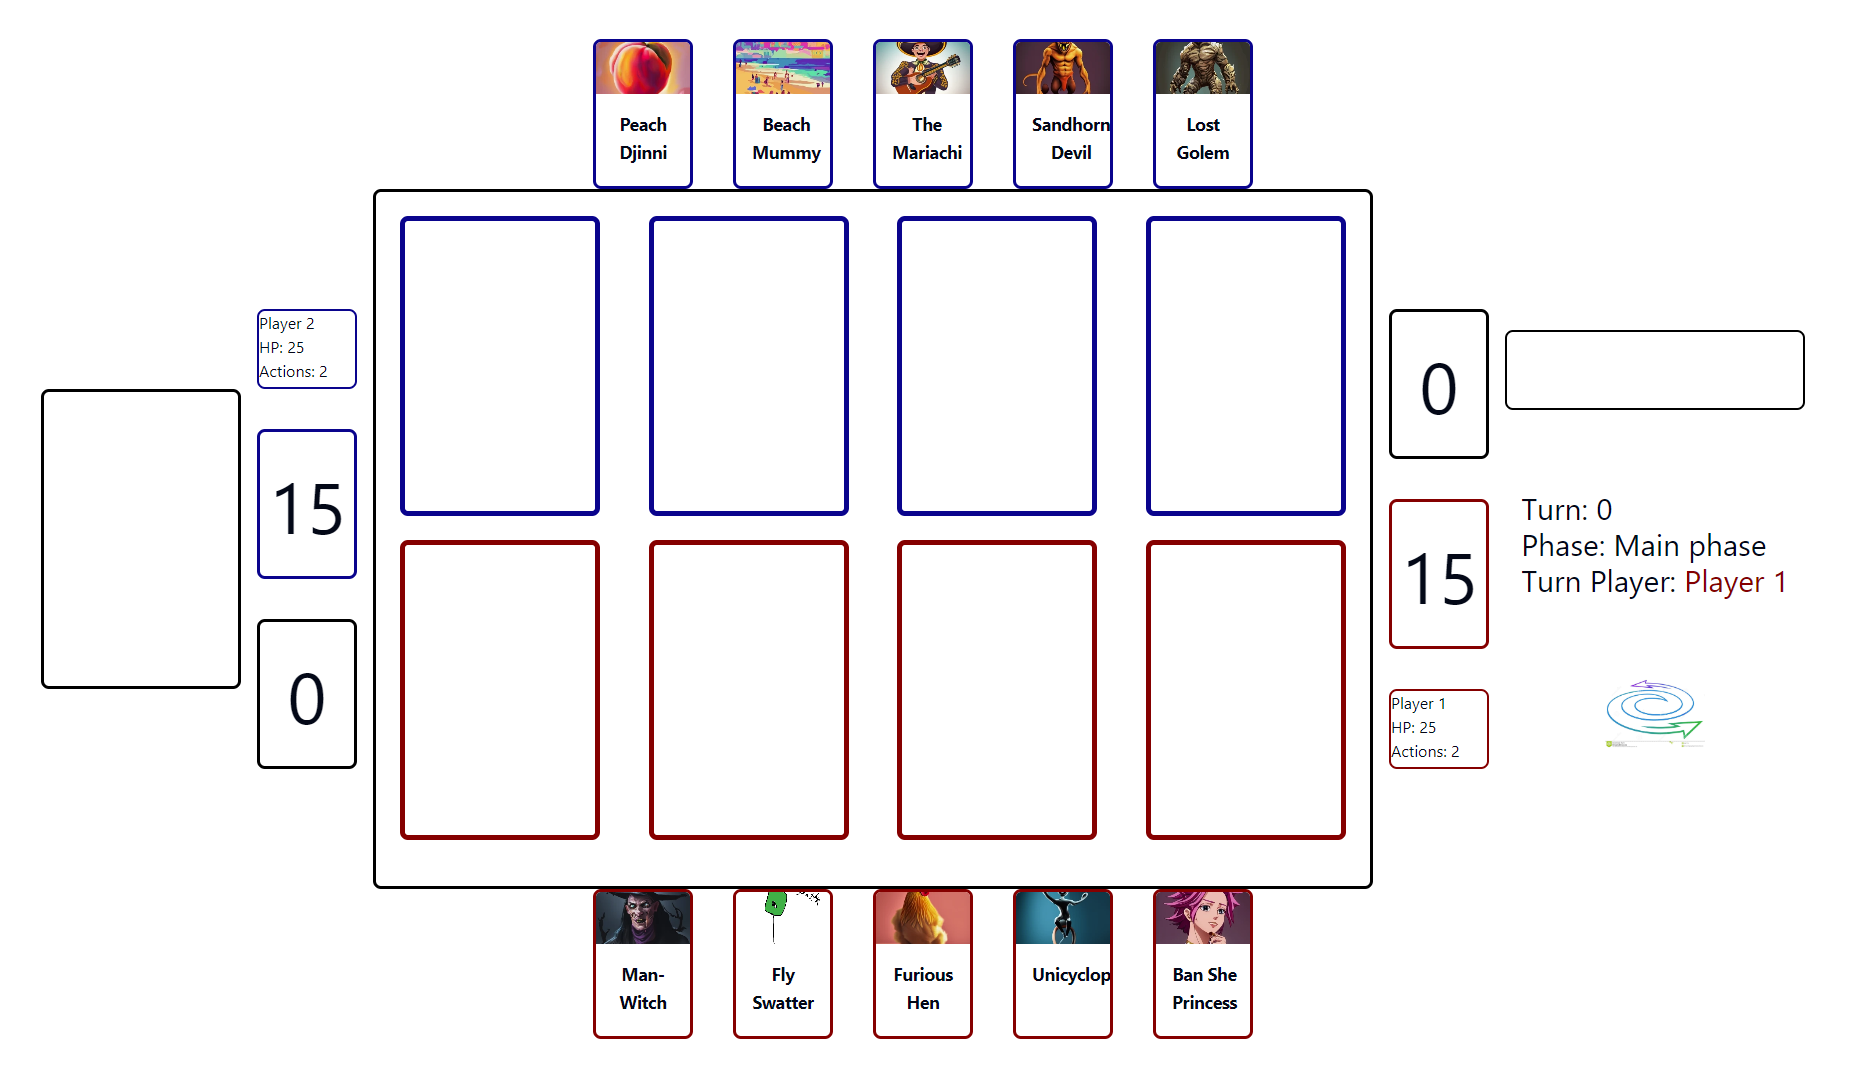 Peach
Djinni
Beach
Mummy
The
Mariachi
Sandhorn
Devil
Lost
Golem
Player 2
HP: 25
Actions: 2
15
0
0
15
Player 1
HP: 25
Actions: 2
Turn: 0
Phase: Main phase
Turn Player: Player 1
Man-
Witch
Fly
Swatter
Furious
Hen
Unicyclop
Ban She
Princess